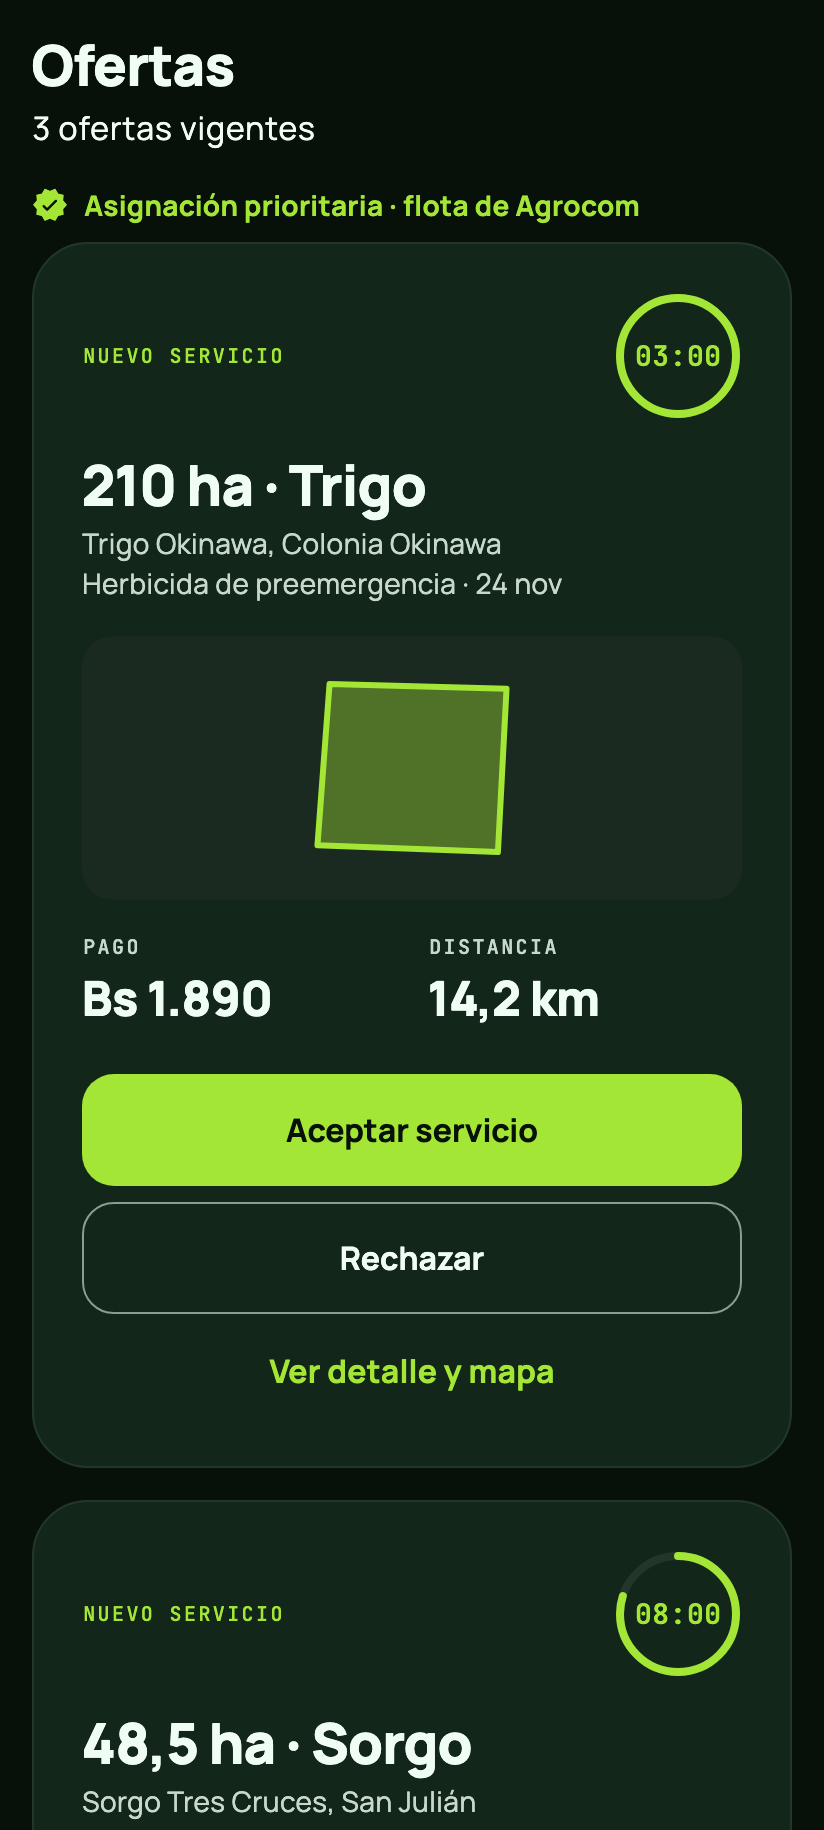 Ofertas
3 ofertas vigentes
Asignación prioritaria · flota de Agrocom
NUEVO SERVICIO
03:00
210 ha · Trigo
Trigo Okinawa, Colonia Okinawa
Herbicida de preemergencia · 24 nov
PAGO
DISTANCIA
Bs 1.890
14,2 km
Aceptar servicio
Rechazar
Ver detalle y mapa
NUEVO SERVICIO
08:00
48,5 ha · Sorgo
Sorgo Tres Cruces, San Julián